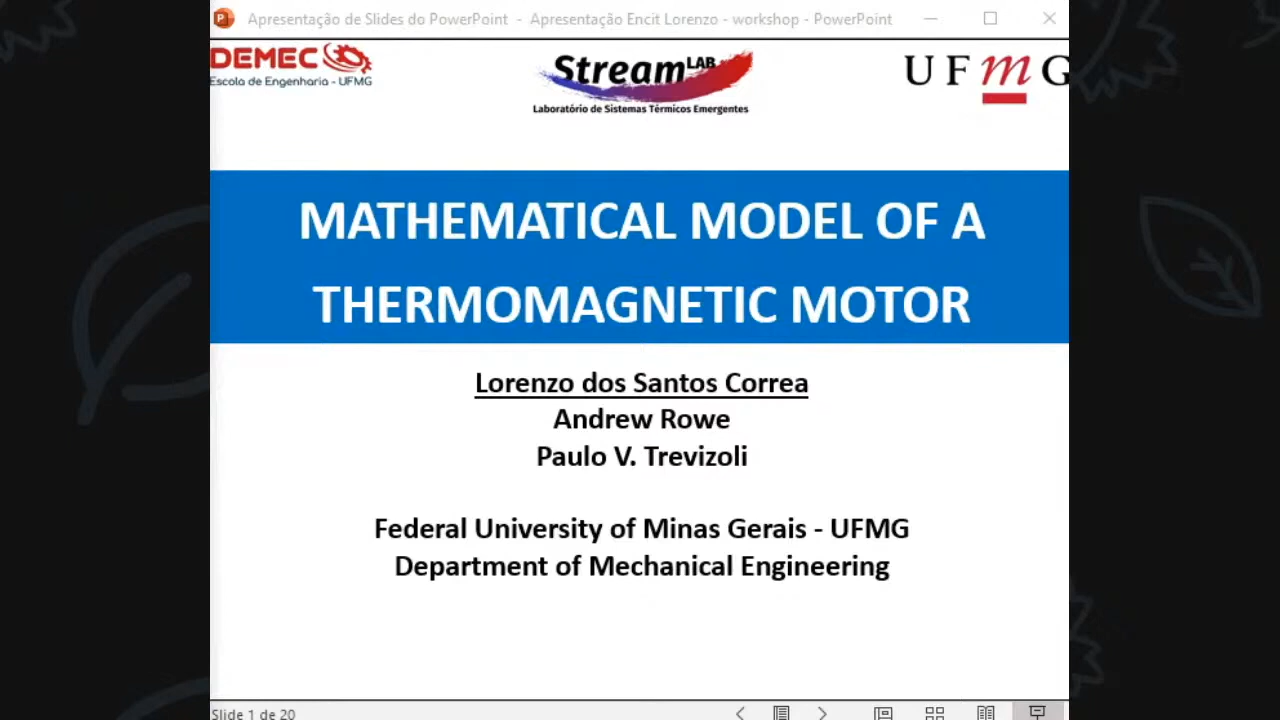 Apresentação de Slides do PowerPoint - Apresentação Encit Lorenzo - workshop - PowerPoint
DEMEC
Escola de Engenharia - UFMG
StreamLAB
Laboratório de Sistemas Térmicos Emergentes
UFmG
MATHEMATICAL MODEL OF A
THERMOMAGNETIC MOTOR
Lorenzo dos Santos Correa
Andrew Rowe
Paulo V. Trevizoli
Federal University of Minas Gerais - UFMG
Department of Mechanical Engineering
Slide 1 de 20